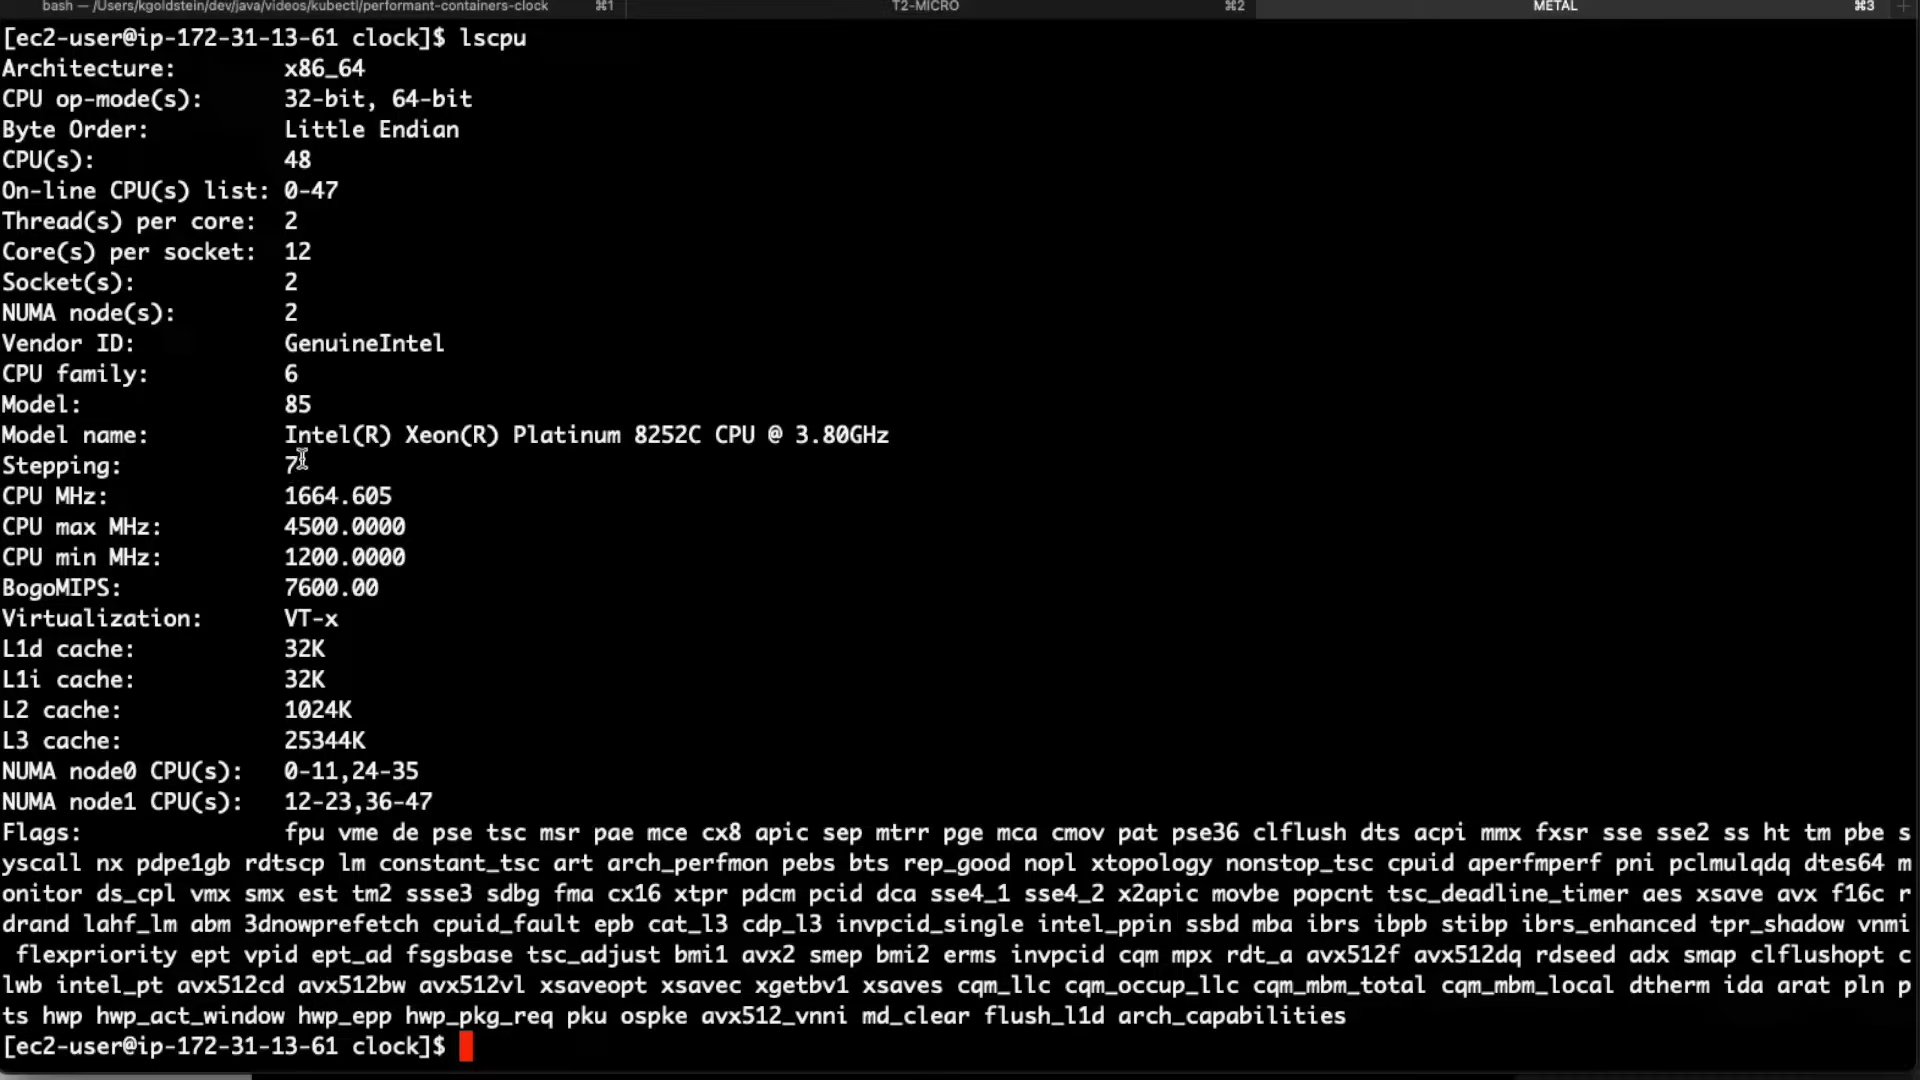 bash — /Users/kgoldstein/dev/java/videos/kubectl/performant-containers-clock ⌘1 T2-MICRO ⌘2 METAL ⌘3 +
[ec2-user@ip-172-31-13-61 clock]$ lscpu
Architecture: x86_64
CPU op-mode(s): 32-bit, 64-bit
Byte Order: Little Endian
CPU(s): 48
On-line CPU(s) list: 0-47
Thread(s) per core: 2
Core(s) per socket: 12
Socket(s): 2
NUMA node(s): 2
Vendor ID: GenuineIntel
CPU family: 6
Model: 85
Model name: Intel(R) Xeon(R) Platinum 8252C CPU @ 3.80GHz
Stepping: 7
CPU MHz: 1664.605
CPU max MHz: 4500.0000
CPU min MHz: 1200.0000
BogoMIPS: 7600.00
Virtualization: VT-x
L1d cache: 32K
L1i cache: 32K
L2 cache: 1024K
L3 cache: 25344K
NUMA node0 CPU(s): 0-11,24-35
NUMA node1 CPU(s): 12-23,36-47
Flags: fpu vme de pse tsc msr pae mce cx8 apic sep mtrr pge mca cmov pat pse36 clflush dts acpi mmx fxsr sse sse2 ss ht tm pbe s
yscall nx pdpe1gb rdtscp lm constant_tsc art arch_perfmon pebs bts rep_good nopl xtopology nonstop_tsc cpuid aperfmperf pni pclmulqdq dtes64 m
onitor ds_cpl vmx smx est tm2 ssse3 sdbg fma cx16 xtpr pdcm pcid dca sse4_1 sse4_2 x2apic movbe popcnt tsc_deadline_timer aes xsave avx f16c r
drand lahf_lm abm 3dnowprefetch cpuid_fault epb cat_l3 cdp_l3 invpcid_single intel_ppin ssbd mba ibrs ibpb stibp ibrs_enhanced tpr_shadow vnmi
flexpriority ept vpid ept_ad fsgsbase tsc_adjust bmi1 avx2 smep bmi2 erms invpcid cqm mpx rdt_a avx512f avx512dq rdseed adx smap clflushopt c
lwb intel_pt avx512cd avx512bw avx512vl xsaveopt xsavec xgetbv1 xsaves cqm_llc cqm_occup_llc cqm_mbm_total cqm_mbm_local dtherm ida arat pln p
ts hwp hwp_act_window hwp_epp hwp_pkg_req pku ospke avx512_vnni md_clear flush_l1d arch_capabilities
[ec2-user@ip-172-31-13-61 clock]$